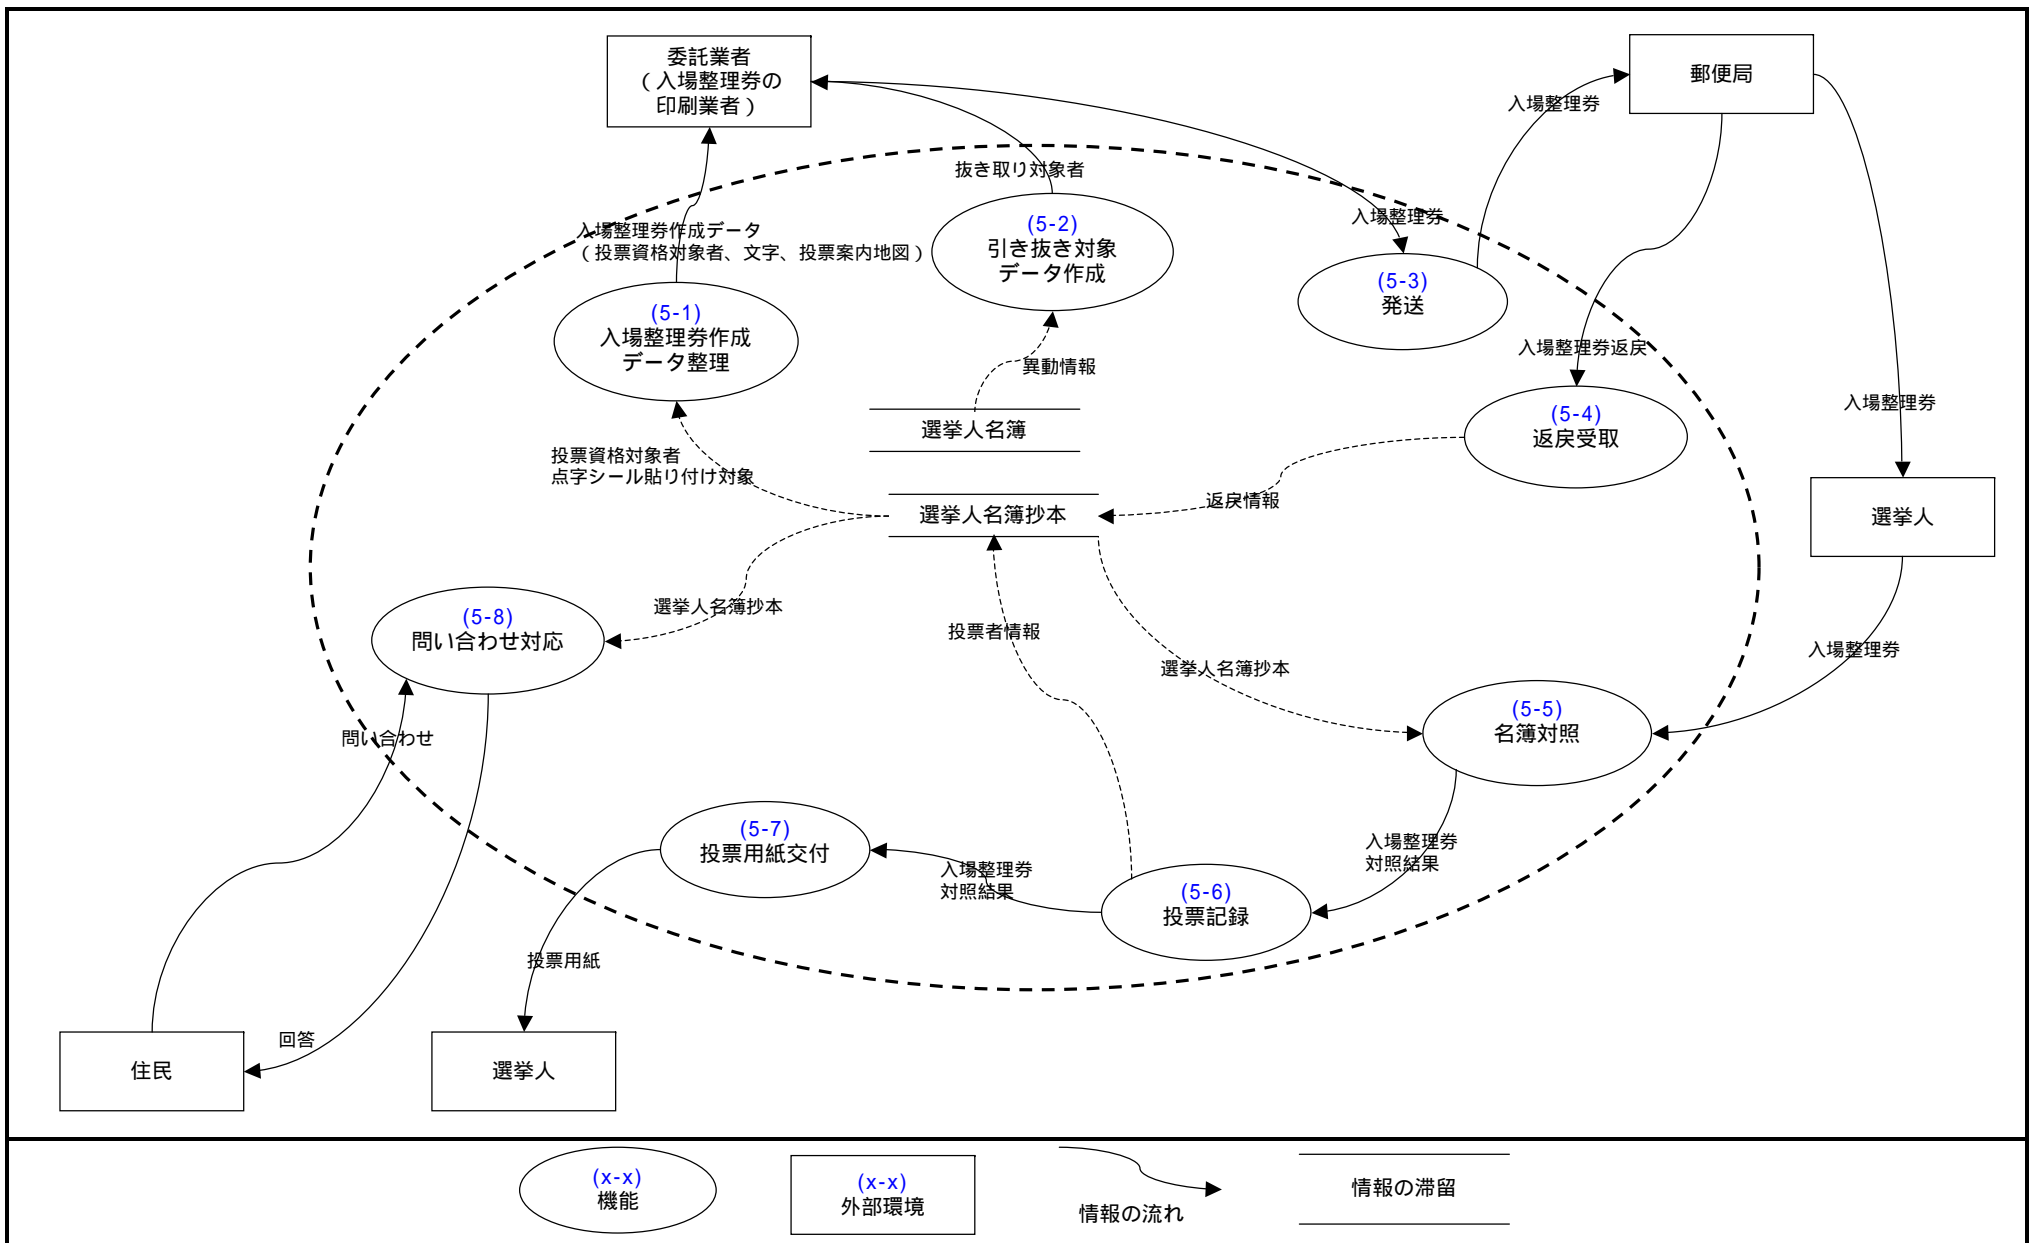 委託業者
（入場整理券の
印刷業者）
郵便局
入場整理券
抜き取り対象者
入場整理券
入場整理券作成データ
（投票資格対象者、文字、投票案内地図）
(5-2)
引き抜き対象
データ作成
(5-3)
発送
(5-1)
入場整理券作成
データ整理
入場整理券返戻
異動情報
入場整理券
(5-4)
返戻受取
選挙人名簿
投票資格対象者
点字シール貼り付け対象
返戻情報
選挙人名簿抄本
選挙人
選挙人名簿抄本
(5-8)
問い合わせ対応
投票者情報
選挙人名簿抄本
入場整理券
(5-5)
名簿対照
問い合わせ
(5-7)
投票用紙交付
入場整理券
対照結果
入場整理券
対照結果
(5-6)
投票記録
投票用紙
回答
住民
選挙人
(x-x)
機能
(x-x)
外部環境
情報の流れ
情報の滞留